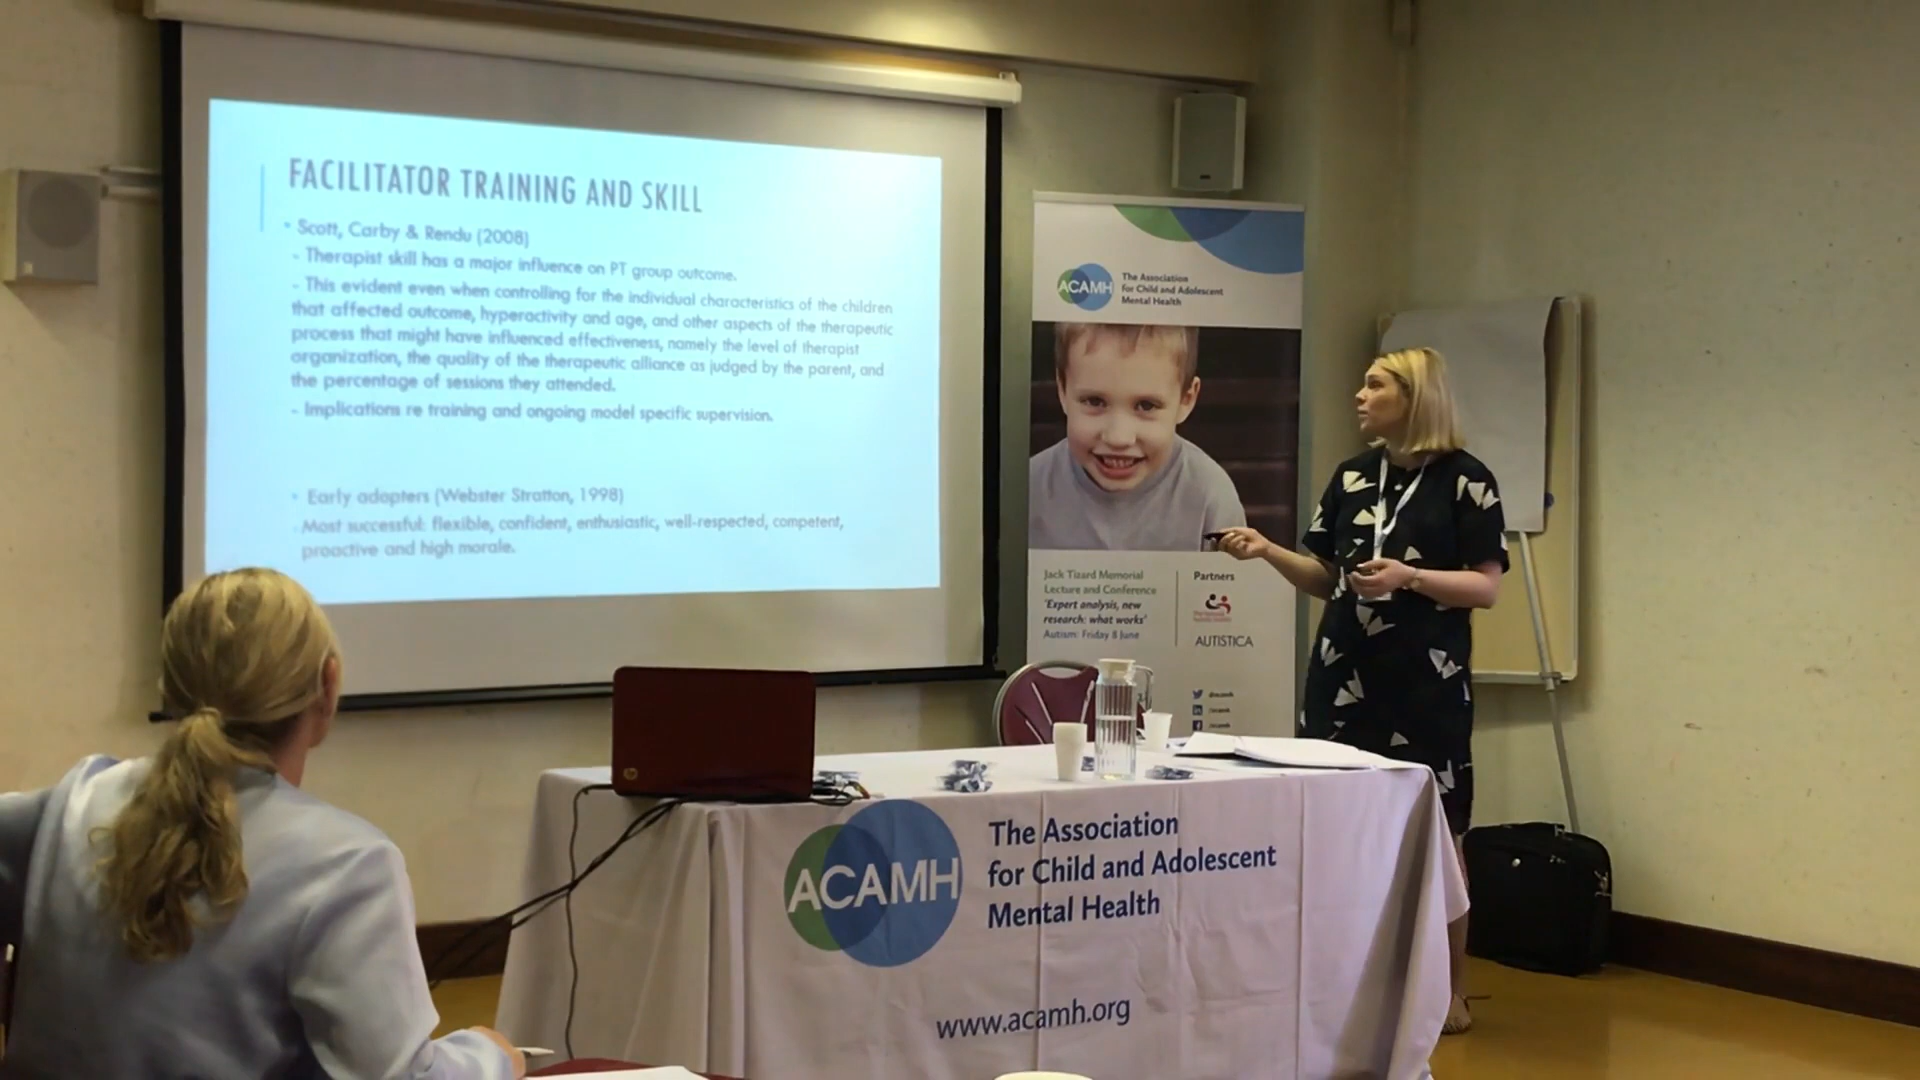 FACILITATOR TRAINING AND SKILL
• Scott, Carby & Rendu (2008)
- Therapist skill has a major influence on PT group outcome.
- This evident even when controlling for the individual characteristics of the children
that affected outcome, hyperactivity and age, and other aspects of the therapeutic
process that might have influenced effectiveness, namely the level of therapist
organization, the quality of the therapeutic alliance as judged by the parent, and
the percentage of sessions they attended.
- Implications re training and ongoing model specific supervision.
• Early adopters (Webster Stratton, 1998)
- Most successful: flexible, confident, enthusiastic, well-respected, competent,
proactive and high morale.
ACAMH
The Association
for Child and Adolescent
Mental Health
Jack Tizard Memorial
Lecture and Conference
'Expert analysis, new
research: what works'
Autism: Friday 8 June
Partners
AUTISTICA
ACAMH
The Association
for Child and Adolescent
Mental Health
www.acamh.org